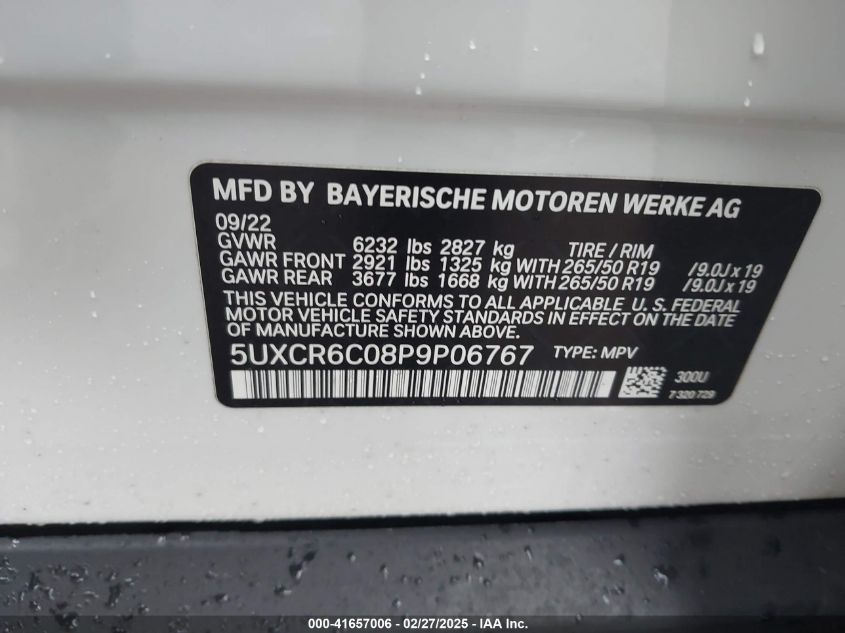 MFD BY BAYERISCHE MOTOREN WERKE AG
09/22
GVWR 6232 lbs 2827 kg TIRE / RIM
GAWR FRONT 2921 lbs 1325 kg WITH 265/50 R19 /9.0J x 19
GAWR REAR 3677 lbs 1668 kg WITH 265/50 R19 /9.0J x 19
THIS VEHICLE CONFORMS TO ALL APPLICABLE U. S. FEDERAL
MOTOR VEHICLE SAFETY STANDARDS IN EFFECT ON THE DATE
OF MANUFACTURE SHOWN ABOVE.
5UXCR6C08P9P06767 TYPE: MPV
300U
7 320 729
000-41657006 - 02/27/2025 - IAA Inc.